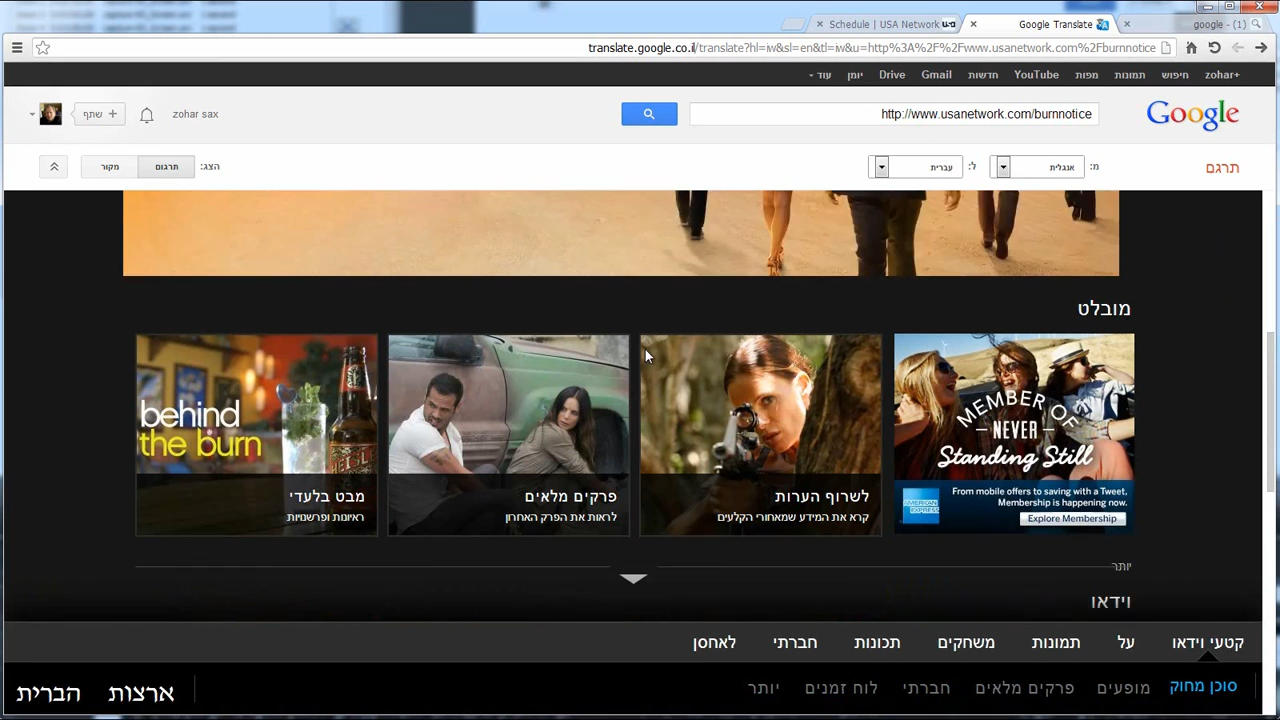 Schedule | USA Network
Google Translate
google - (1)
translate.google.co.il/translate?hl=iw&sl=en&tl=iw&u=http%3A%2F%2Fwww.usanetwork.com%2Fburnnotice
+zohar חיפוש תמונות מפות YouTube חדשות Gmail Drive יומן עוד
Google
http://www.usanetwork.com/burnnotice
zohar sax
שתף +
תרגם
מ: אנגלית
ל: עברית
הצג: תרגום מקור
מובלט
MEMBER OF
NEVER
Standing Still
AMERICAN EXPRESS
From mobile offers to saving with a Tweet,
Membership is happening now.
Explore Membership
לשרוף הערות
קרא את המידע שמאחורי הקלעים
פרקים מלאים
לראות את הפרק האחרון
behind
the burn
מבט בלעדי
ראיונות ופרשנויות
יותר
וידאו
קטעי וידאו על תמונות משחקים תכונות חברתי לאחסן
סוכן מחוק מופעים פרקים מלאים חברתי לוח זמנים יותר
ארצות הברית